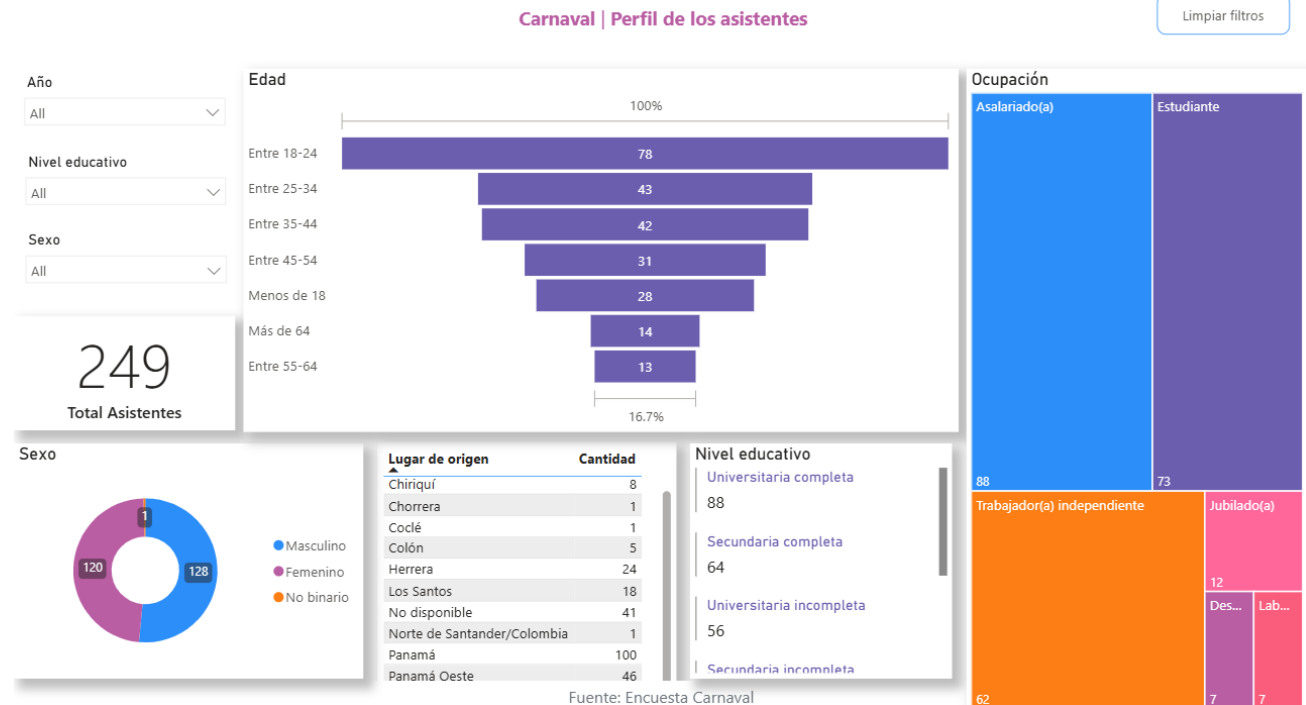 Carnaval | Perfil de los asistentes
Limpiar filtros
Año
All
Nivel educativo
All
Sexo
All
249
Total Asistentes
Edad
100%
Entre 18-24
78
Entre 25-34
43
Entre 35-44
42
Entre 45-54
31
Menos de 18
28
Más de 64
14
Entre 55-64
13
16.7%
Ocupación
Asalariado(a)
88
Estudiante
73
Trabajador(a) independiente
62
Jubilado(a)
12
Des...
7
Lab...
7
Sexo
1
120
128
Masculino
Femenino
No binario
Lugar de origen Cantidad
Chiriquí 8
Chorrera 1
Coclé 1
Colón 5
Herrera 24
Los Santos 18
No disponible 41
Norte de Santander/Colombia 1
Panamá 100
Panamá Oeste 46
Nivel educativo
Universitaria completa
88
Secundaria completa
64
Universitaria incompleta
56
Secundaria incompleta
Fuente: Encuesta Carnaval